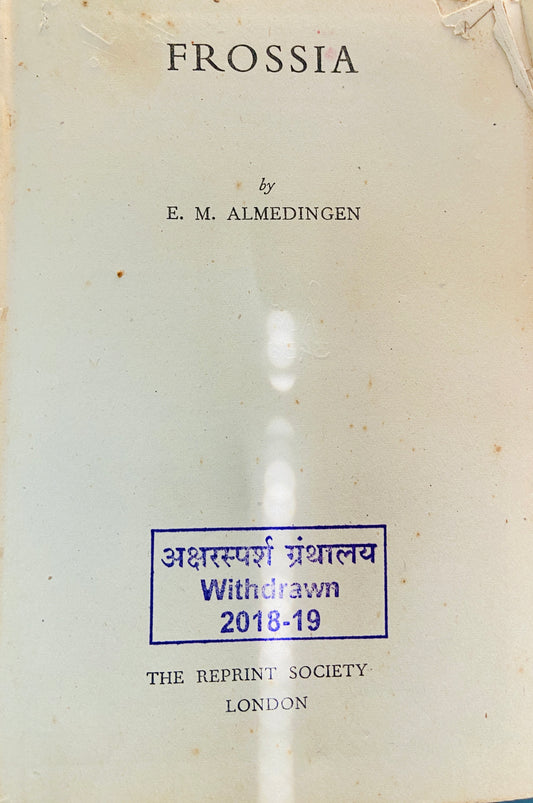 FROSSIA
by
E. M. ALMEDINGEN
अक्षरस्पर्श ग्रंथालय
Withdrawn
2018-19
THE REPRINT SOCIETY
LONDON